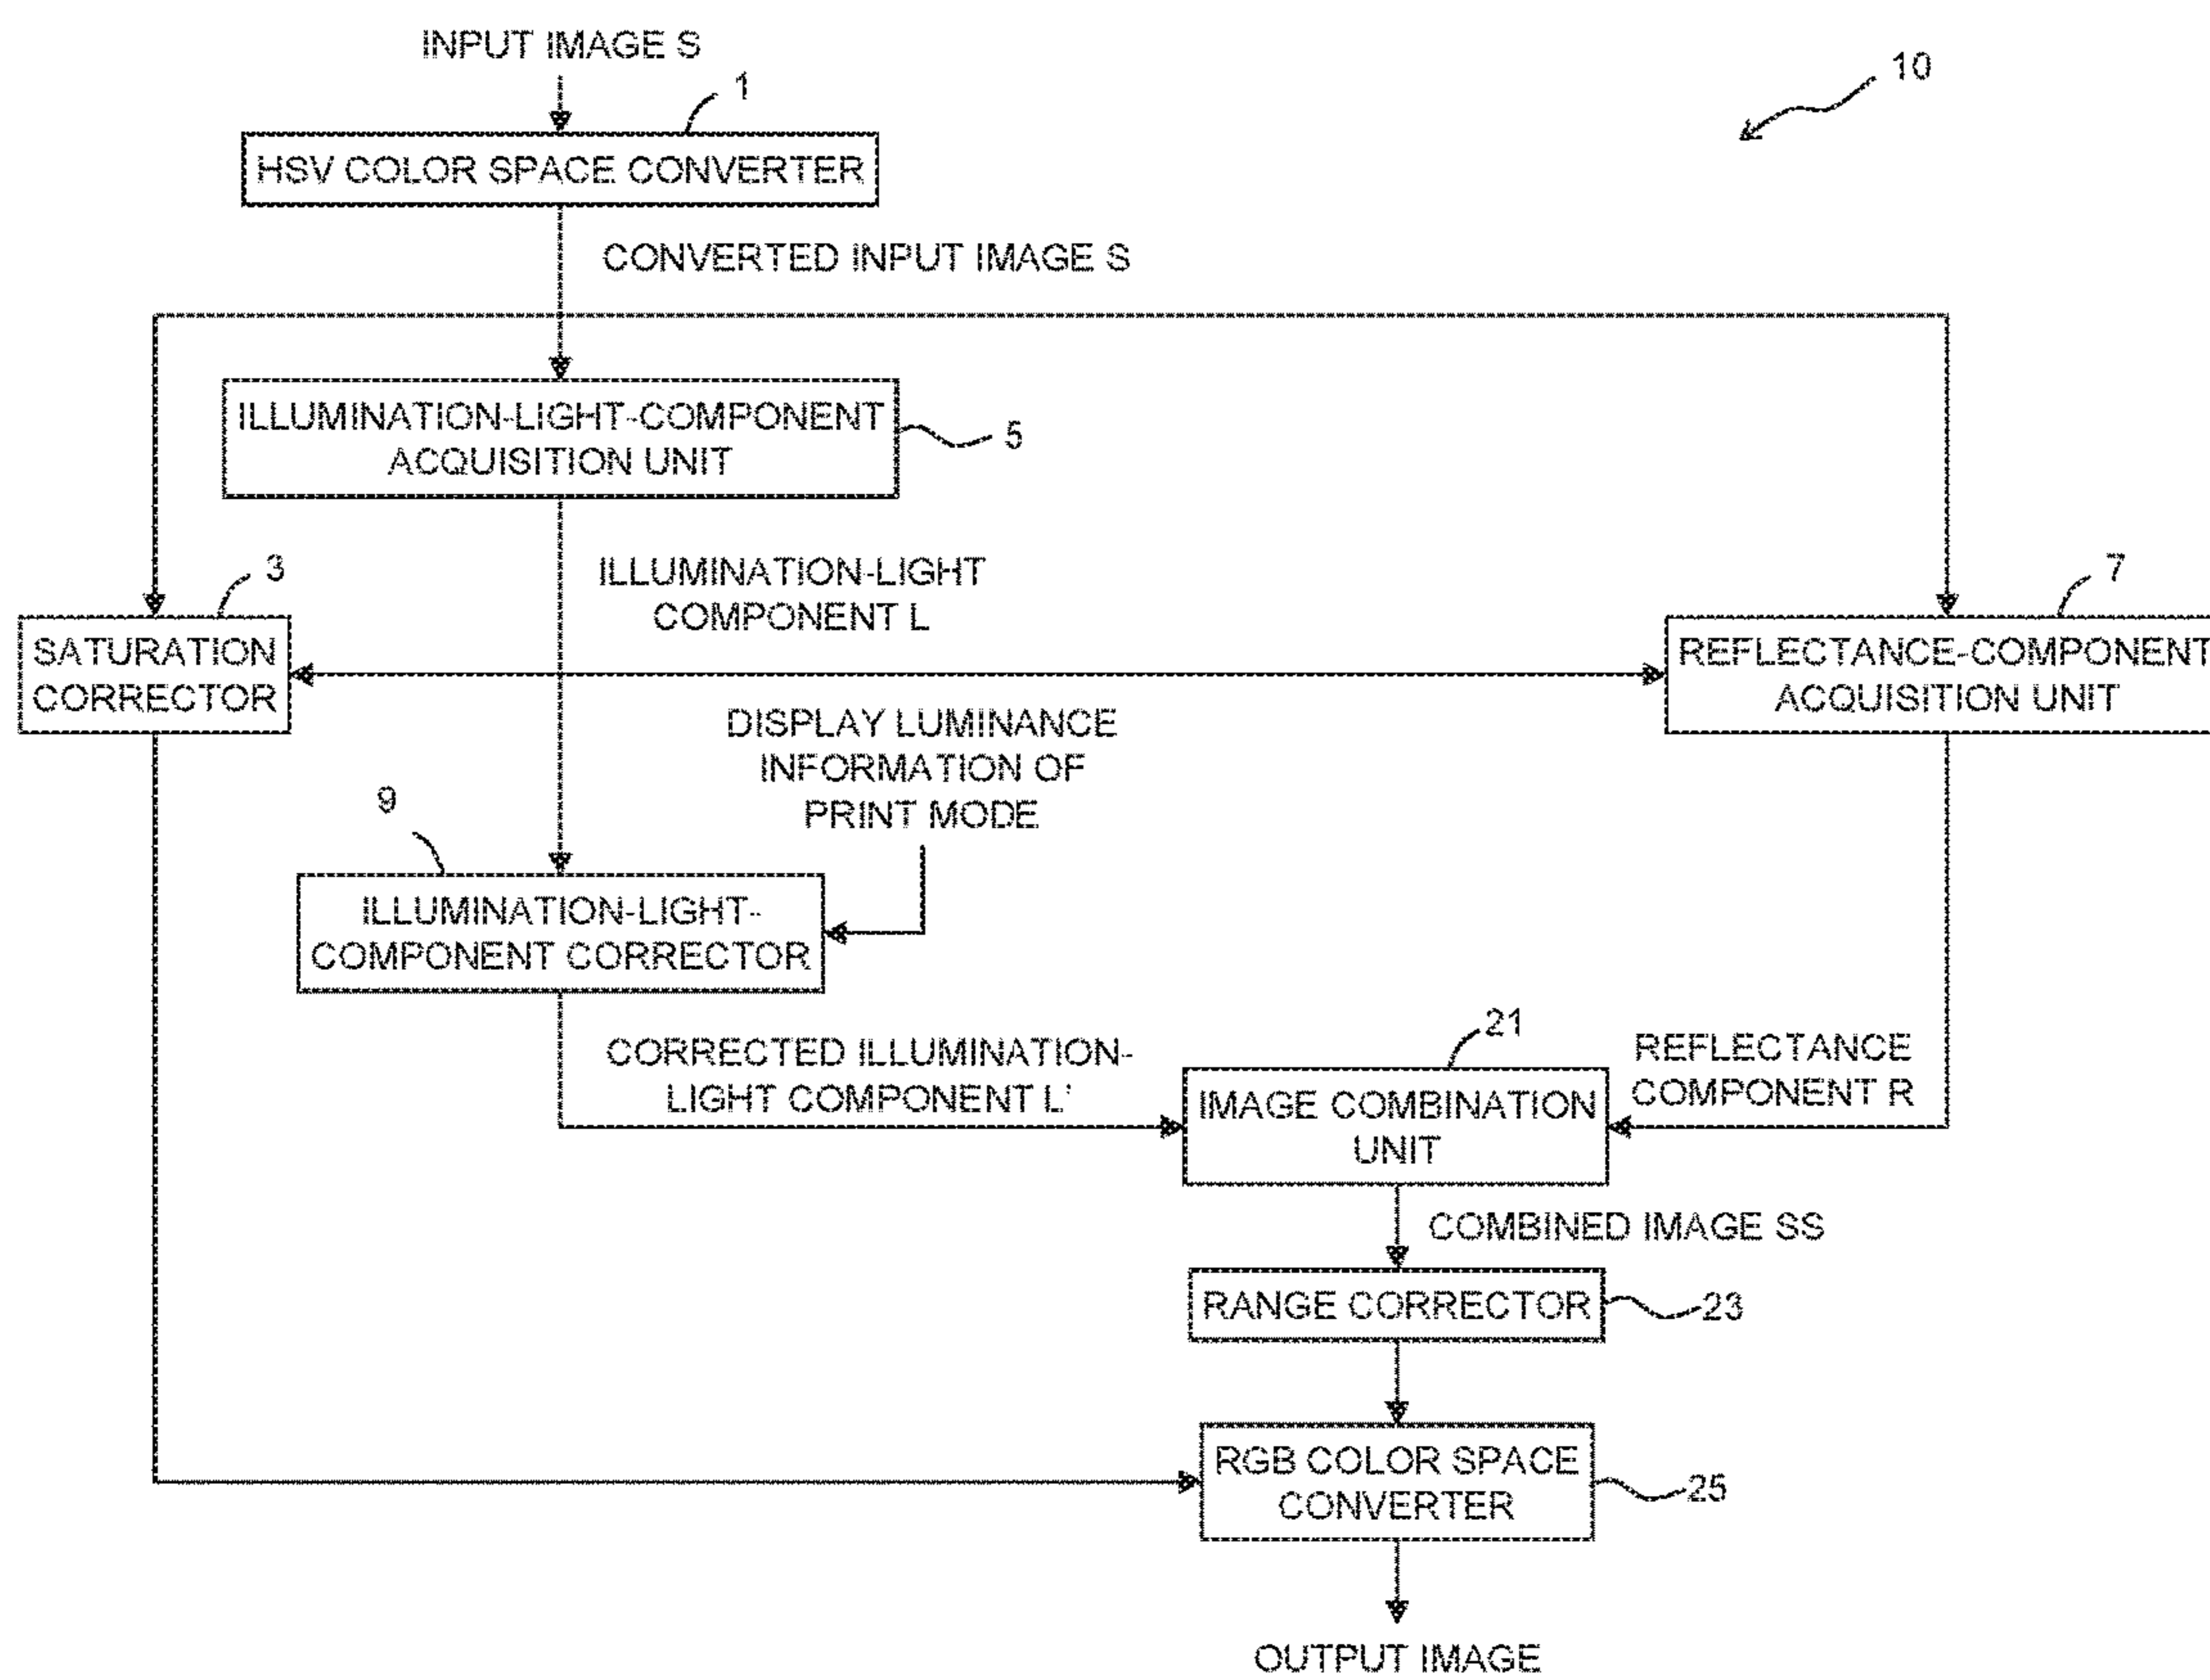 INPUT IMAGE S
1
10
HSV COLOR SPACE CONVERTER
CONVERTED INPUT IMAGE S
ILLUMINATION-LIGHT-COMPONENT
ACQUISITION UNIT
5
3
ILLUMINATION-LIGHT
COMPONENT L
7
SATURATION
CORRECTOR
REFLECTANCE-COMPONENT
ACQUISITION UNIT
DISPLAY LUMINANCE
INFORMATION OF
PRINT MODE
9
ILLUMINATION-LIGHT-
COMPONENT CORRECTOR
CORRECTED ILLUMINATION-
LIGHT COMPONENT L'
21
REFLECTANCE
COMPONENT R
IMAGE COMBINATION
UNIT
COMBINED IMAGE SS
RANGE CORRECTOR
23
RGB COLOR SPACE
CONVERTER
25
OUTPUT IMAGE